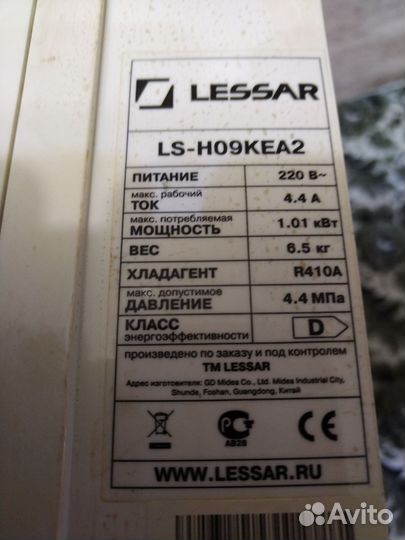 LESSAR
LS-H09KEA2
ПИТАНИЕ 220 В~
макс. рабочий
ТОК 4.4 А
макс. потребляемая
МОЩНОСТЬ 1.01 кВт
ВЕС 6.5 кг
ХЛАДАГЕНТ R410A
макс. допустимое
ДАВЛЕНИЕ 4.4 МПа
КЛАСС
энергоэффективности D
произведено по заказу и под контролем
TM LESSAR
Адрес изготовителя: GD Midea Co., Ltd. Midea Industrial City,
Shunde, Foshan, Guangdong, Китай
АВ28
CE
WWW.LESSAR.RU
Avito